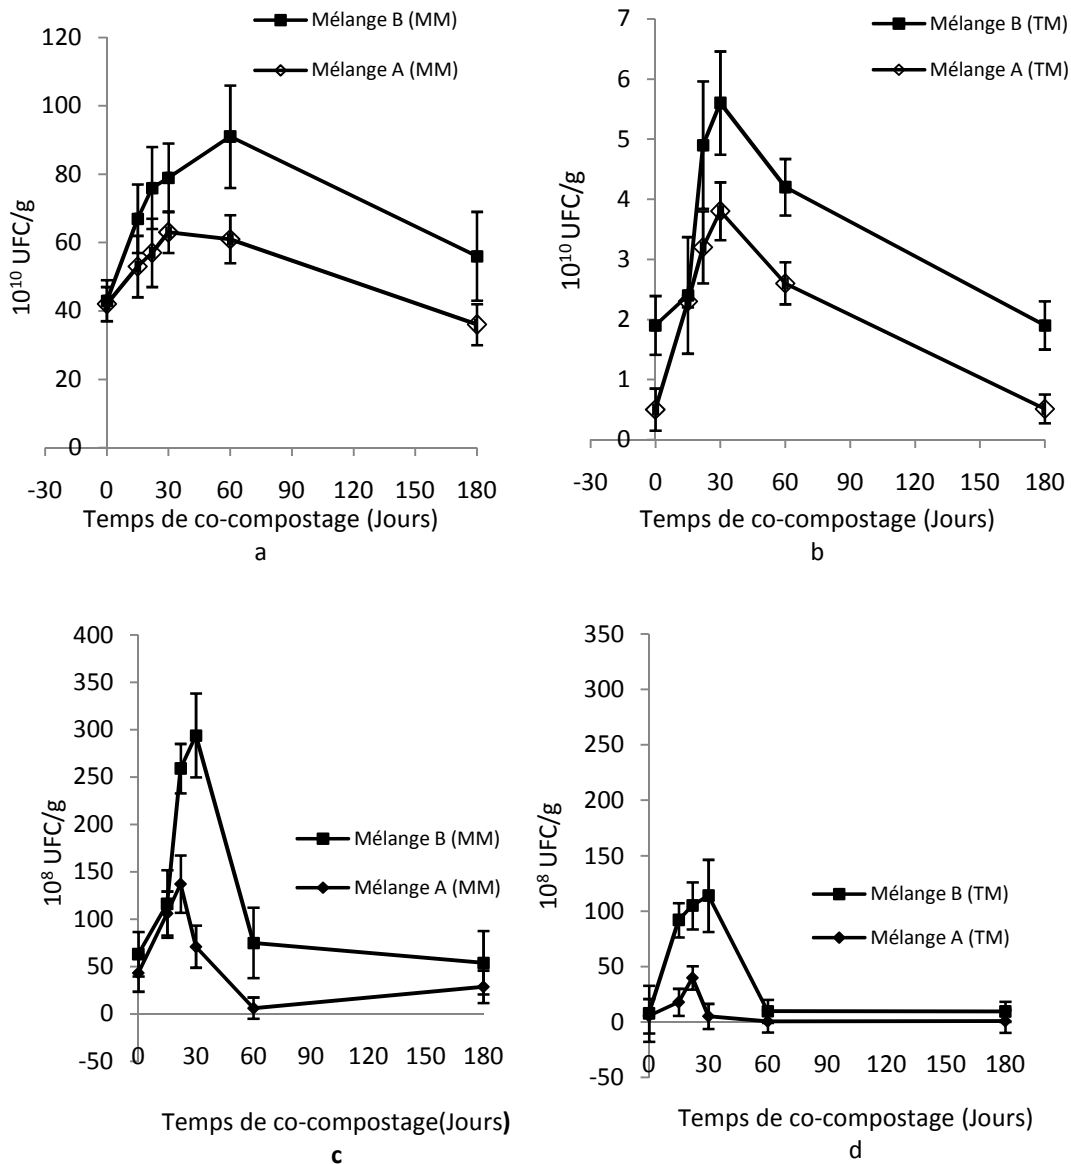 Mélange B (MM)
Mélange A (MM)
120
100
80
60
40
20
0
10¹⁰ UFC/g
-30 0 30 60 90 120 150 180
Temps de co-compostage (Jours)
a
Mélange B (TM)
Mélange A (TM)
7
6
5
4
3
2
1
0
10¹⁰ UFC/g
-30 0 30 60 90 120 150 180
Temps de co-compostage (Jours)
b
400
350
300
250
200
150
100
50
0
-50
10⁸ UFC/g
Mélange B (MM)
Mélange A (MM)
0 30 60 90 120 150 180
Temps de co-compostage(Jours)
c
350
300
250
200
150
100
50
0
-50
10⁸ UFC/g
Mélange B (TM)
Mélange A (TM)
0 30 60 90 120 150 180
Temps de co-compostage (Jours)
d